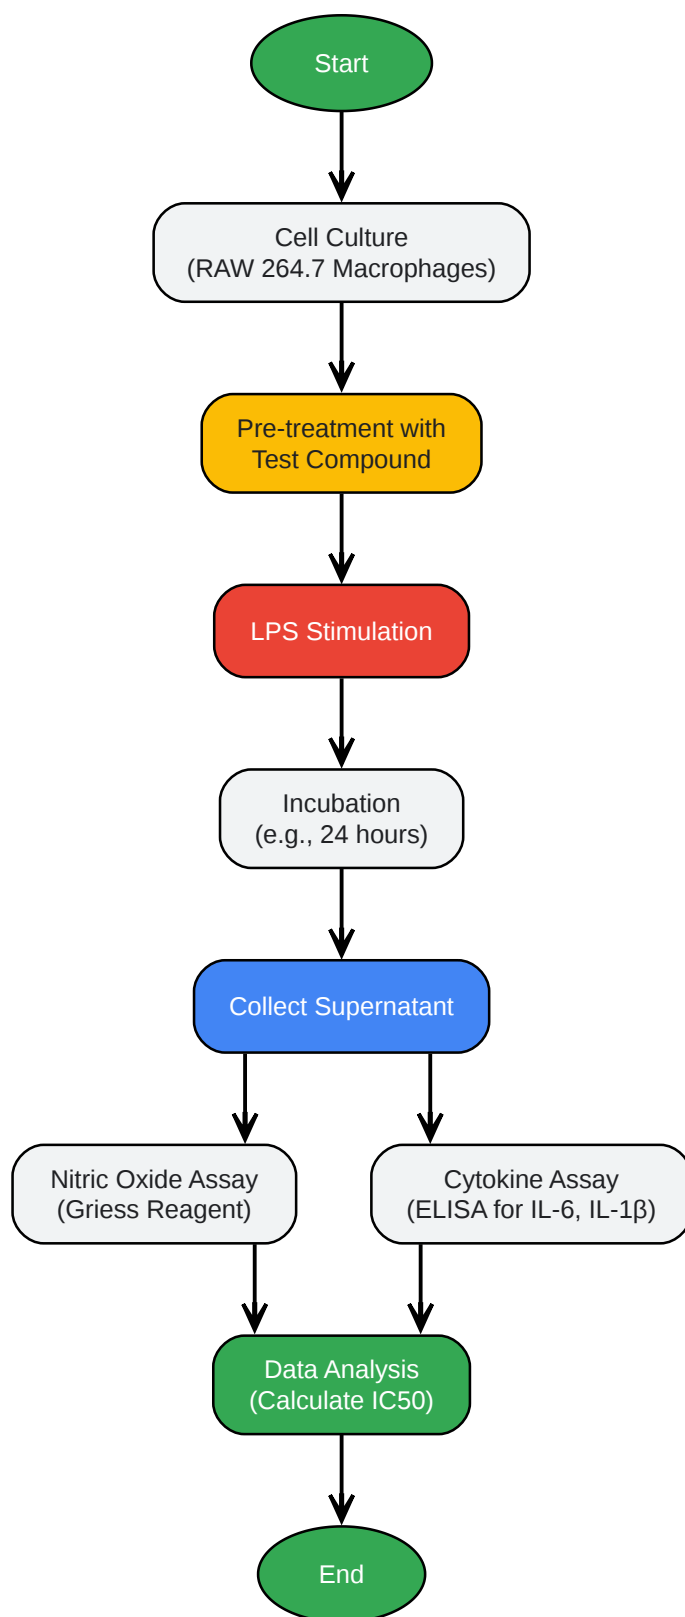 Start
Cell Culture
(RAW 264.7 Macrophages)
Pre-treatment with
Test Compound
LPS Stimulation
Incubation
(e.g., 24 hours)
Collect Supernatant
Nitric Oxide Assay
(Griess Reagent)
Cytokine Assay
(ELISA for IL-6, IL-1β)
Data Analysis
(Calculate IC50)
End